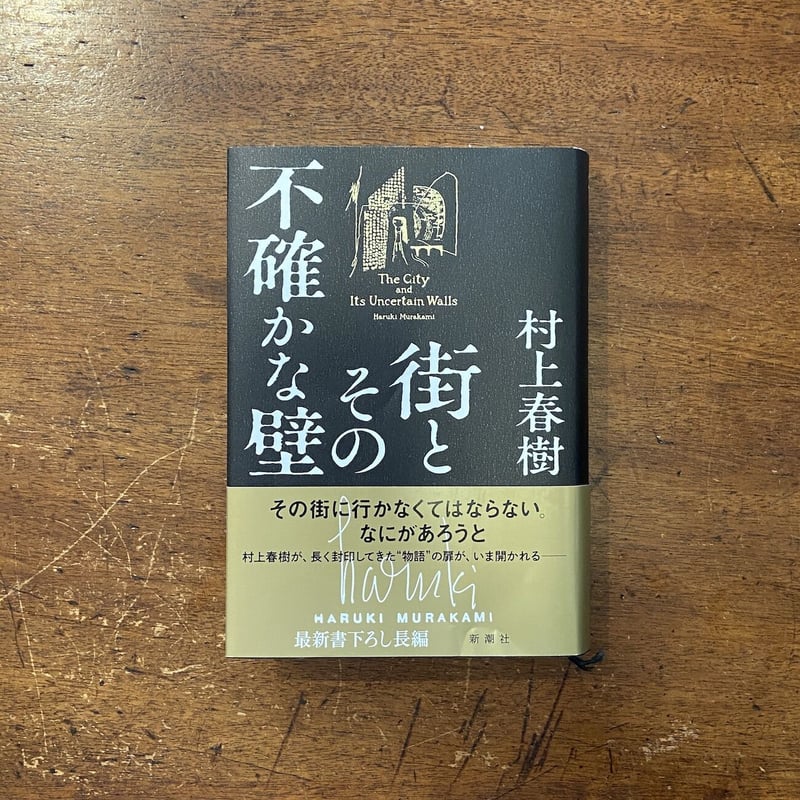 村上春樹
街と
その
不確かな壁
The City
and
Its Uncertain Walls
Haruki Murakami
その街に行かなくてはならない。
なにがあろうと
村上春樹が、長く封印してきた“物語”の扉が、いま開かれる——
haruki
HARUKI MURAKAMI
最新書下ろし長編
新潮社